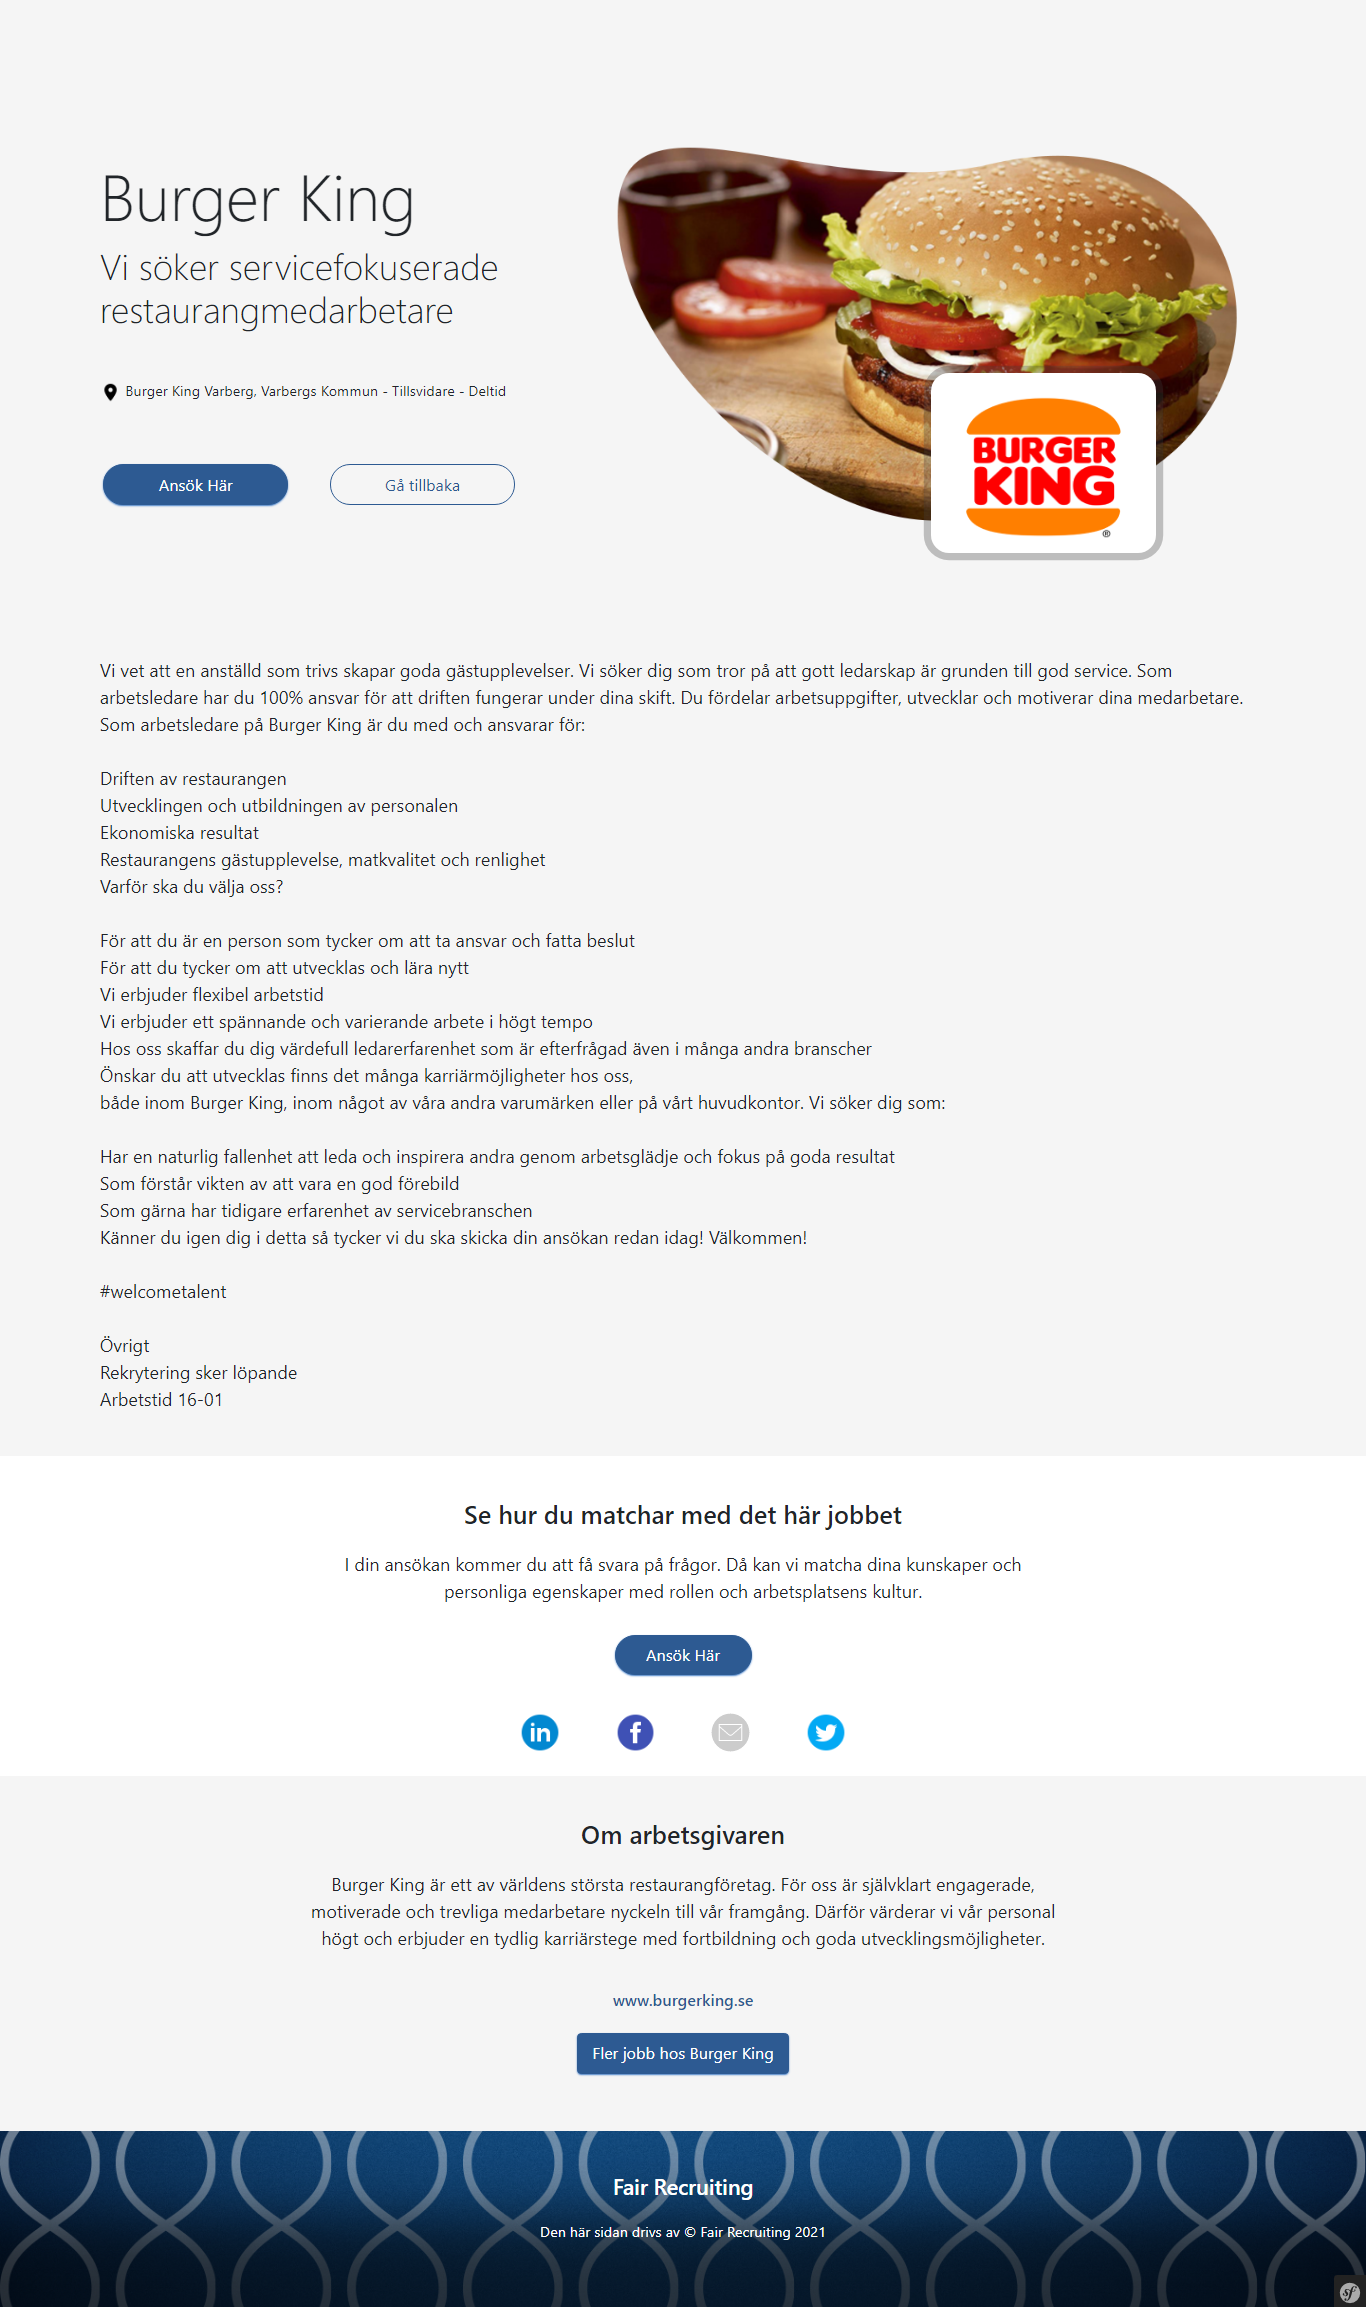 Burger King
Vi söker servicefokuserade
restaurangmedarbetare
Burger King Varberg, Varbergs Kommun - Tillsvidare - Deltid
Ansök Här
Gå tillbaka
BURGER
KING
®
Vi vet att en anställd som trivs skapar goda gästupplevelser. Vi söker dig som tror på att gott ledarskap är grunden till god service. Som
arbetsledare har du 100% ansvar för att driften fungerar under dina skift. Du fördelar arbetsuppgifter, utvecklar och motiverar dina medarbetare.
Som arbetsledare på Burger King är du med och ansvarar för:
Driften av restaurangen
Utvecklingen och utbildningen av personalen
Ekonomiska resultat
Restaurangens gästupplevelse, matkvalitet och renlighet
Varför ska du välja oss?
För att du är en person som tycker om att ta ansvar och fatta beslut
För att du tycker om att utvecklas och lära nytt
Vi erbjuder flexibel arbetstid
Vi erbjuder ett spännande och varierande arbete i högt tempo
Hos oss skaffar du dig värdefull ledarerfarenhet som är efterfrågad även i många andra branscher
Önskar du att utvecklas finns det många karriärmöjligheter hos oss,
både inom Burger King, inom något av våra andra varumärken eller på vårt huvudkontor. Vi söker dig som:
Har en naturlig fallenhet att leda och inspirera andra genom arbetsglädje och fokus på goda resultat
Som förstår vikten av att vara en god förebild
Som gärna har tidigare erfarenhet av servicebranschen
Känner du igen dig i detta så tycker vi du ska skicka din ansökan redan idag! Välkommen!
#welcometalent
Övrigt
Rekrytering sker löpande
Arbetstid 16-01
Se hur du matchar med det här jobbet
I din ansökan kommer du att få svara på frågor. Då kan vi matcha dina kunskaper och
personliga egenskaper med rollen och arbetsplatsens kultur.
Ansök Här
in
f
Om arbetsgivaren
Burger King är ett av världens största restaurangföretag. För oss är självklart engagerade,
motiverade och trevliga medarbetare nyckeln till vår framgång. Därför värderar vi vår personal
högt och erbjuder en tydlig karriärstege med fortbildning och goda utvecklingsmöjligheter.
www.burgerking.se
Fler jobb hos Burger King
Fair Recruiting
Den här sidan drivs av © Fair Recruiting 2021
sf